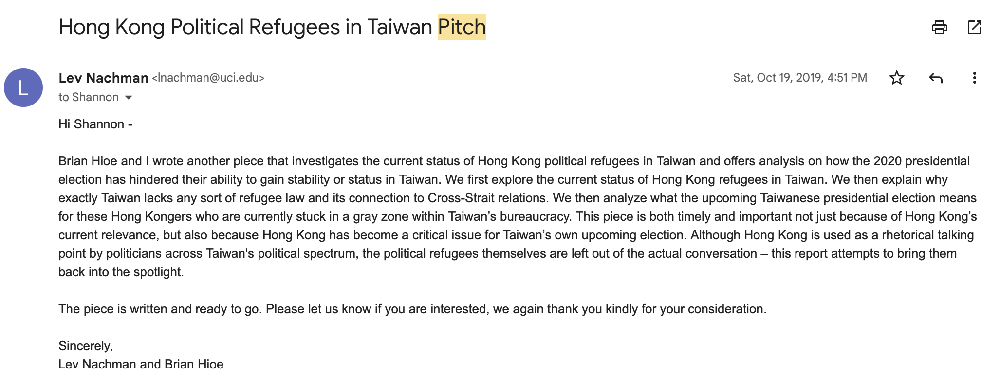 Hong Kong Political Refugees in Taiwan Pitch
L
Lev Nachman <lnachman@uci.edu>
Sat, Oct 19, 2019, 4:51 PM
to Shannon
Hi Shannon -
Brian Hioe and I wrote another piece that investigates the current status of Hong Kong political refugees in Taiwan and offers analysis on how the 2020 presidential
election has hindered their ability to gain stability or status in Taiwan. We first explore the current status of Hong Kong refugees in Taiwan. We then explain why
exactly Taiwan lacks any sort of refugee law and its connection to Cross-Strait relations. We then analyze what the upcoming Taiwanese presidential election means
for these Hong Kongers who are currently stuck in a gray zone within Taiwan’s bureaucracy. This piece is both timely and important not just because of Hong Kong’s
current relevance, but also because Hong Kong has become a critical issue for Taiwan’s own upcoming election. Although Hong Kong is used as a rhetorical talking
point by politicians across Taiwan's political spectrum, the political refugees themselves are left out of the actual conversation – this report attempts to bring them
back into the spotlight.
The piece is written and ready to go. Please let us know if you are interested, we again thank you kindly for your consideration.
Sincerely,
Lev Nachman and Brian Hioe